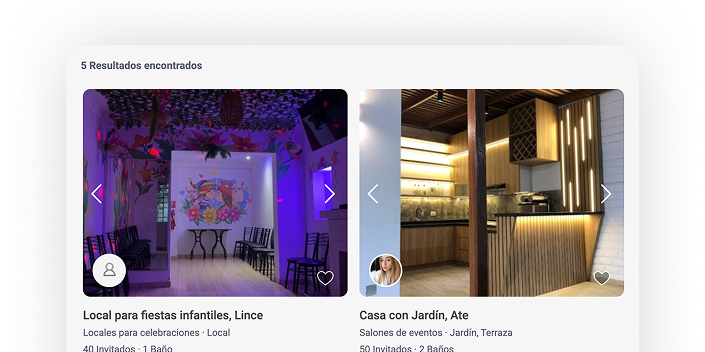 5 Resultados encontrados
Local para fiestas infantiles, Lince
Locales para celebraciones · Local
40 Invitados · 1 Baño
Casa con Jardín, Ate
Salones de eventos · Jardín, Terraza
50 Invitados · 2 Baños